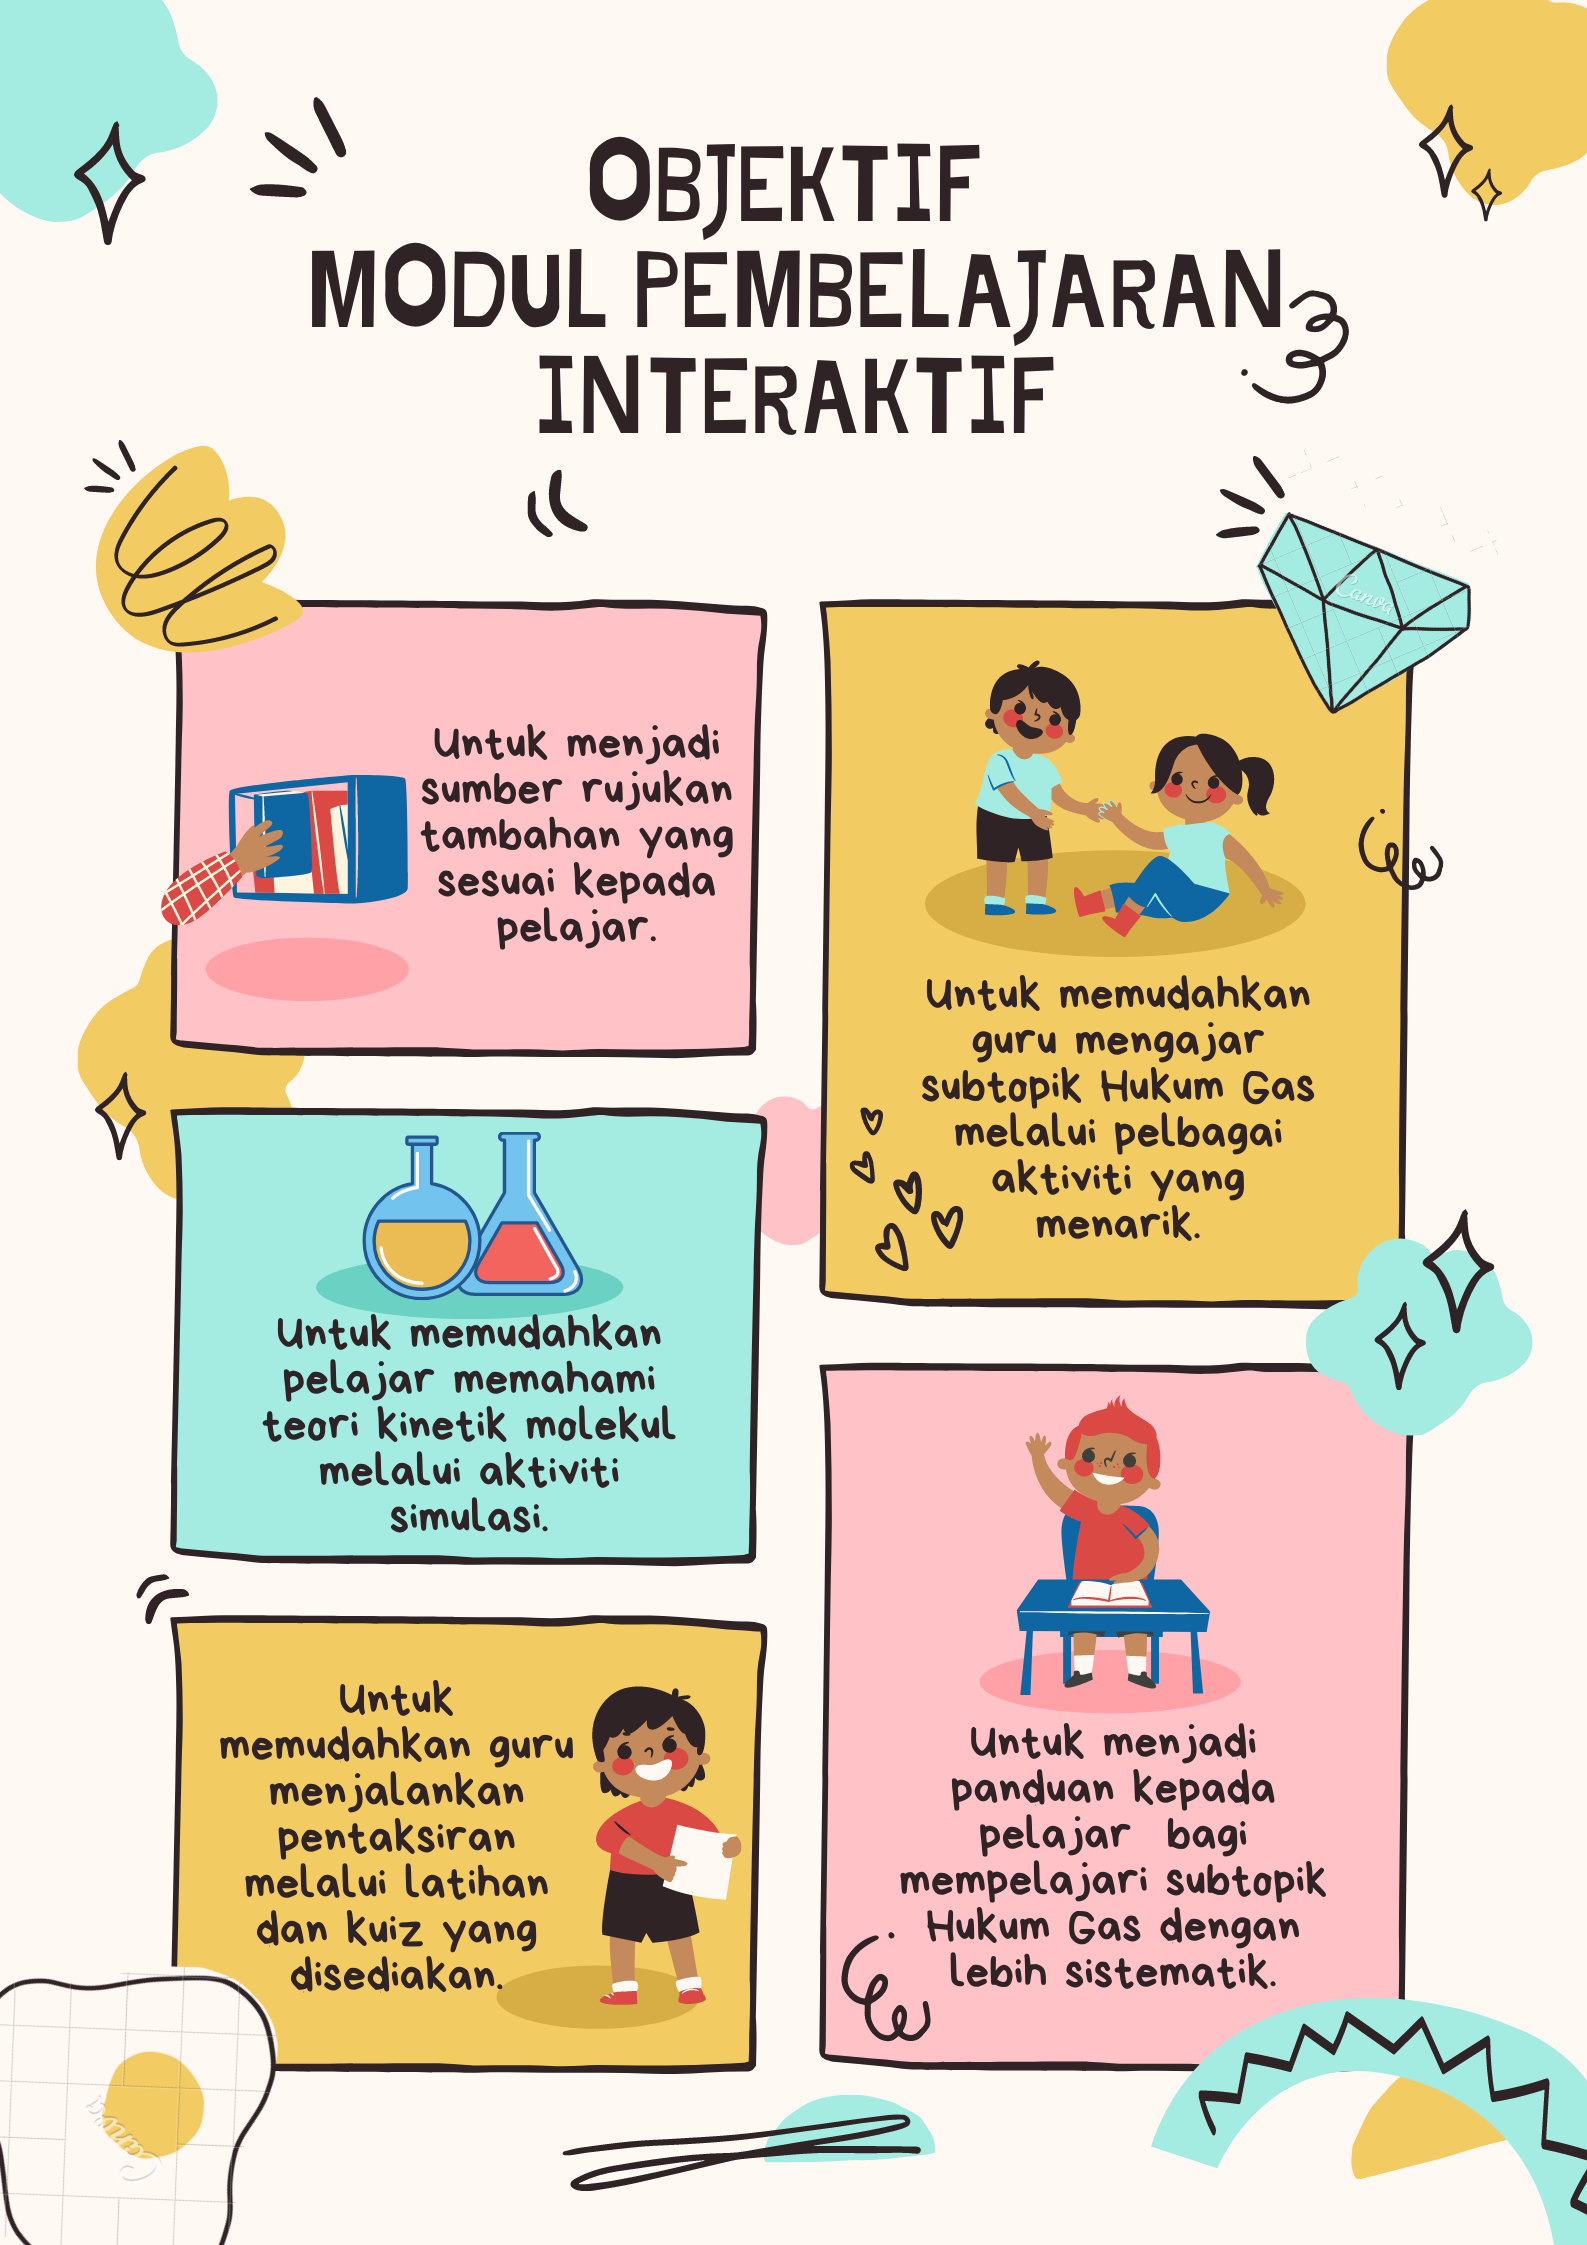 OBJEKTIF
MODUL PEMBELAJARAN
INTERAKTIF
Untuk menjadi
sumber rujukan
tambahan yang
sesuai kepada
pelajar.
Untuk memudahkan
pelajar memahami
teori kinetik molekul
melalui aktiviti
simulasi.
Untuk
memudahkan guru
menjalankan
pentaksiran
melalui latihan
dan kuiz yang
disediakan.
Untuk memudahkan
guru mengajar
subtopik Hukum Gas
melalui pelbagai
aktiviti yang
menarik.
Untuk menjadi
panduan kepada
pelajar bagi
mempelajari subtopik
Hukum Gas dengan
lebih sistematik.
Canva
Canva